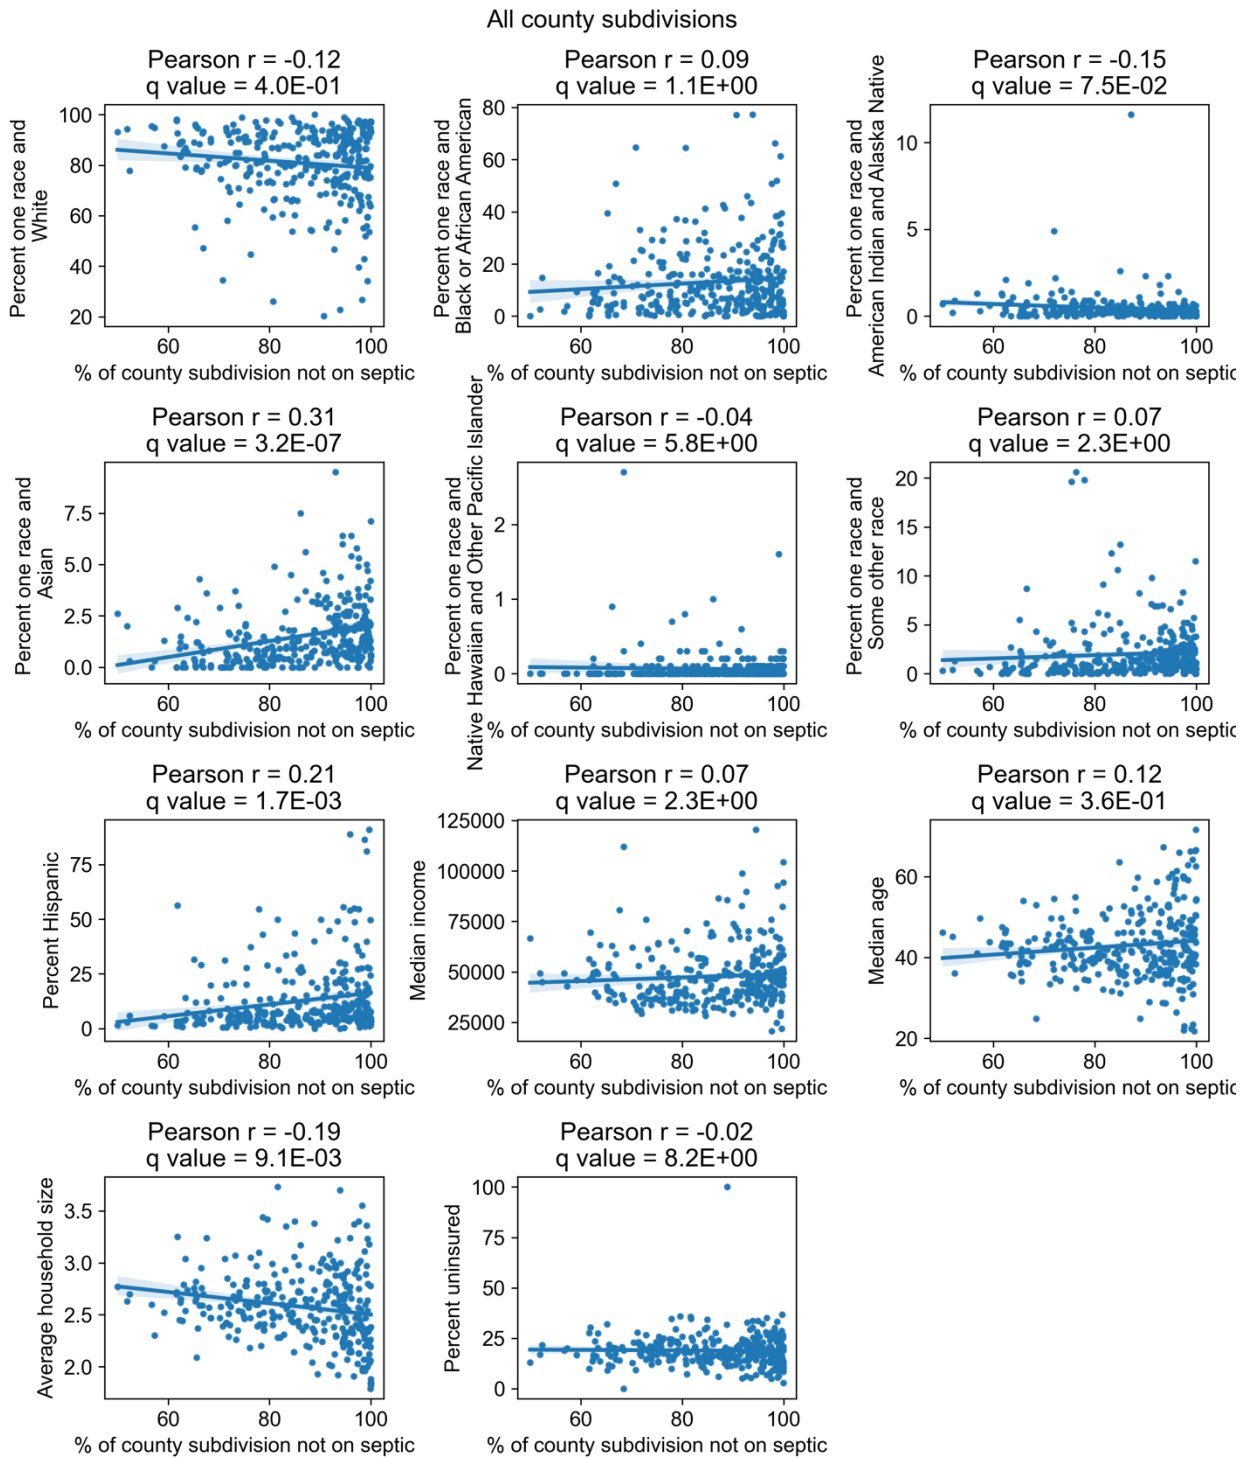 All county subdivisions
Pearson r = -0.12
q value = 4.0E-01
Percent one race and
White
100
80
60
40
20
60 80 100
% of county subdivision not on septic
Pearson r = 0.09
q value = 1.1E+00
Percent one race and
Black or African American
80
60
40
20
0
60 80 100
% of county subdivision not on septic
Pearson r = -0.15
q value = 7.5E-02
Percent one race and
American Indian and Alaska Native
10
5
0
60 80 100
% of county subdivision not on septic
Pearson r = 0.31
q value = 3.2E-07
Percent one race and
Asian
7.5
5.0
2.5
0.0
60 80 100
% of county subdivision not on septic
Pearson r = -0.04
q value = 5.8E+00
Percent one race and
Native Hawaiian and Other Pacific Islander
2
1
0
60 80 100
% of county subdivision not on septic
Pearson r = 0.07
q value = 2.3E+00
Percent one race and
Some other race
20
15
10
5
0
60 80 100
% of county subdivision not on septic
Pearson r = 0.21
q value = 1.7E-03
Percent Hispanic
75
50
25
0
60 80 100
% of county subdivision not on septic
Pearson r = 0.07
q value = 2.3E+00
Median income
125000
100000
75000
50000
25000
60 80 100
% of county subdivision not on septic
Pearson r = 0.12
q value = 3.6E-01
Median age
60
40
20
60 80 100
% of county subdivision not on septic
Pearson r = -0.19
q value = 9.1E-03
Average household size
3.5
3.0
2.5
2.0
60 80 100
% of county subdivision not on septic
Pearson r = -0.02
q value = 8.2E+00
Percent uninsured
100
75
50
25
0
60 80 100
% of county subdivision not on septic